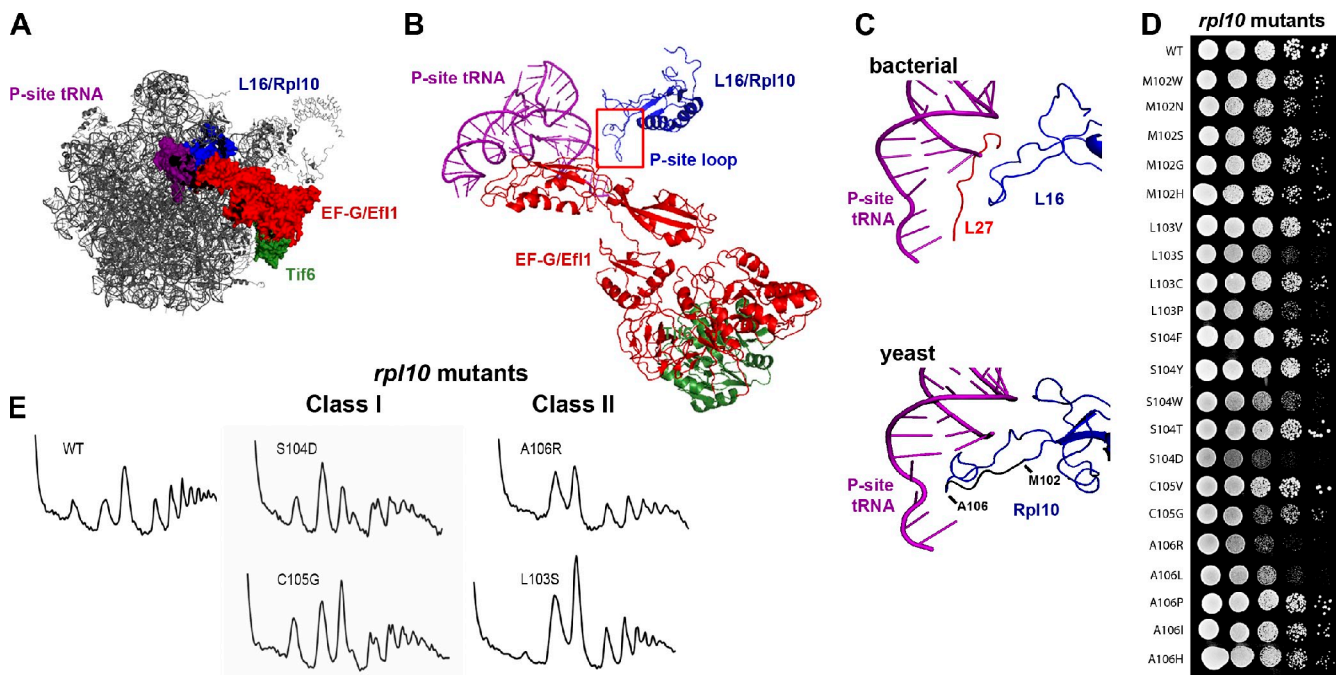 A
P-site tRNA
L16/Rpl10
EF-G/Efl1
Tif6
B
P-site tRNA
L16/Rpl10
P-site loop
EF-G/Efl1
C
bacterial
P-site
tRNA
L27
L16
yeast
P-site
tRNA
A106
M102
Rpl10
D
rpl10 mutants
WT
M102W
M102N
M102S
M102G
M102H
L103V
L103S
L103C
L103P
S104F
S104Y
S104W
S104T
S104D
C105V
C105G
A106R
A106L
A106P
A106I
A106H
rpl10 mutants
E
Class I
Class II
WT
S104D
A106R
C105G
L103S